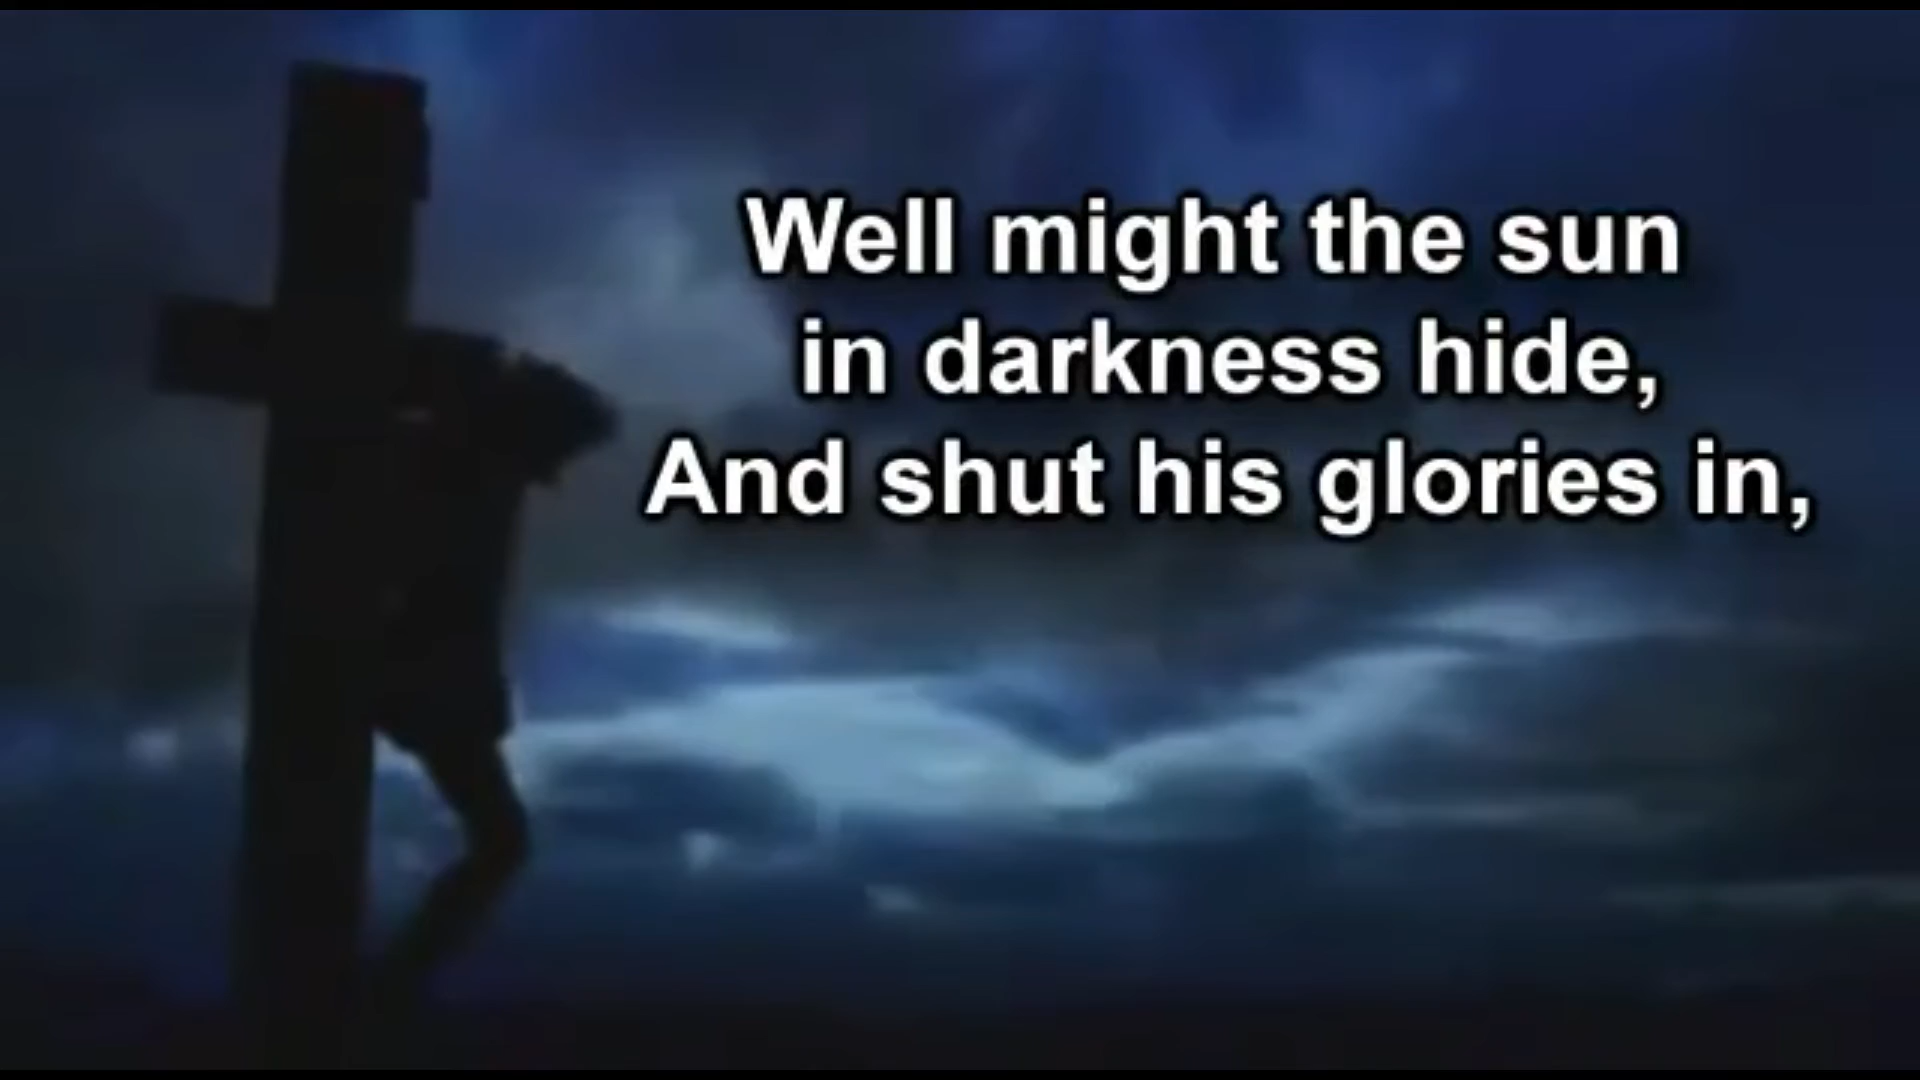 Well might the sun
in darkness hide,
And shut his glories in,